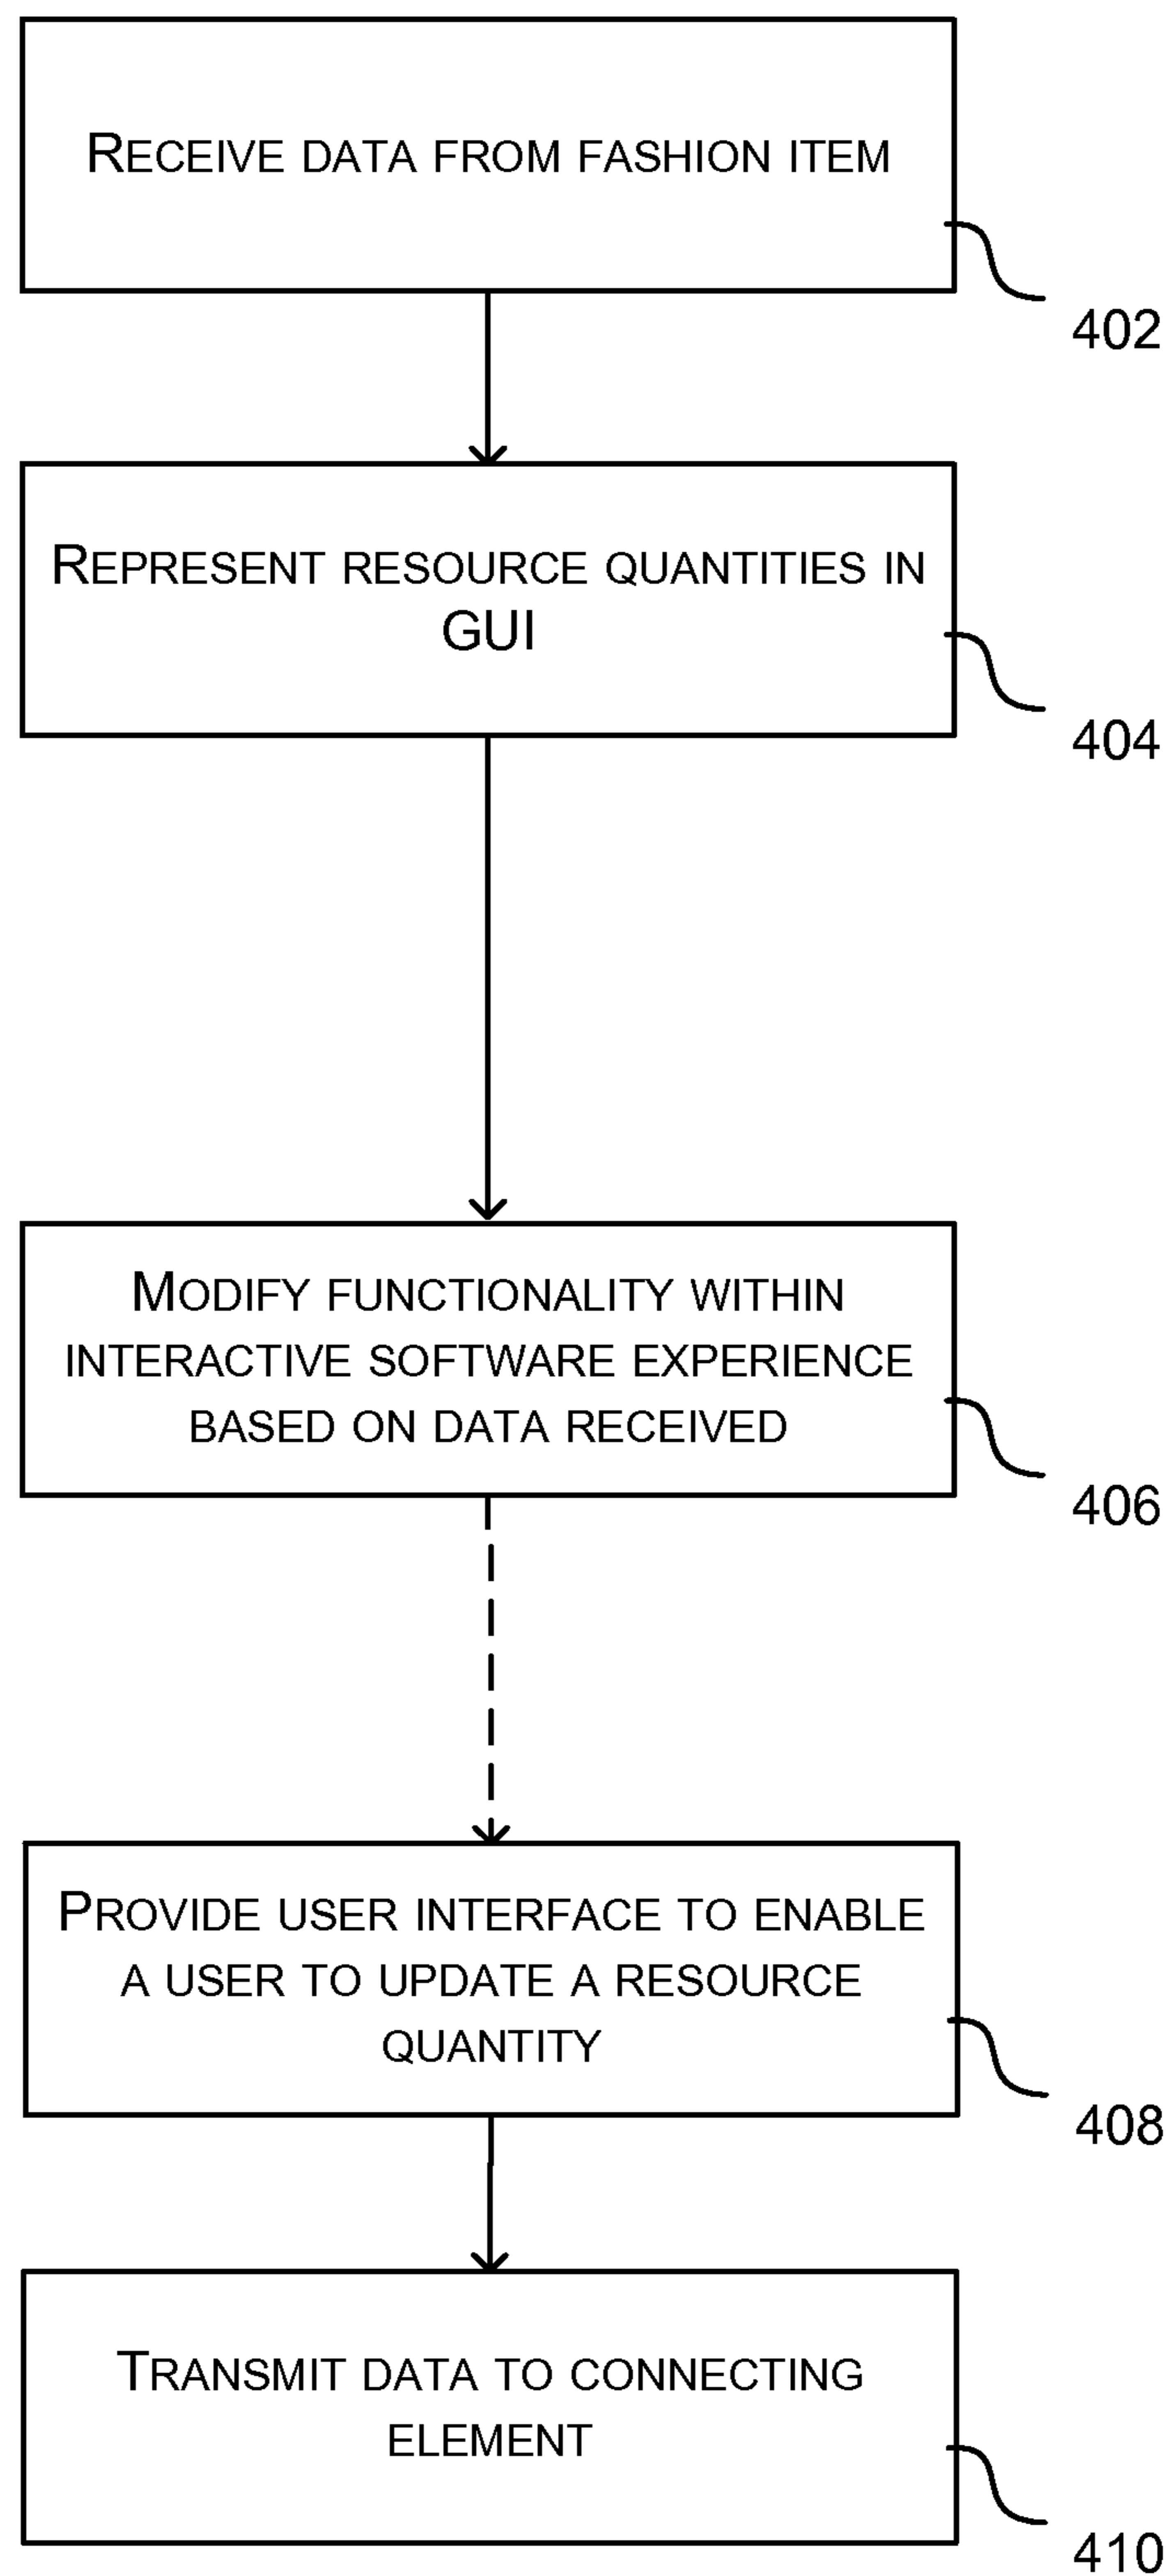 RECEIVE DATA FROM FASHION ITEM
402
REPRESENT RESOURCE QUANTITIES IN
GUI
404
MODIFY FUNCTIONALITY WITHIN
INTERACTIVE SOFTWARE EXPERIENCE
BASED ON DATA RECEIVED
406
PROVIDE USER INTERFACE TO ENABLE
A USER TO UPDATE A RESOURCE
QUANTITY
408
TRANSMIT DATA TO CONNECTING
ELEMENT
410